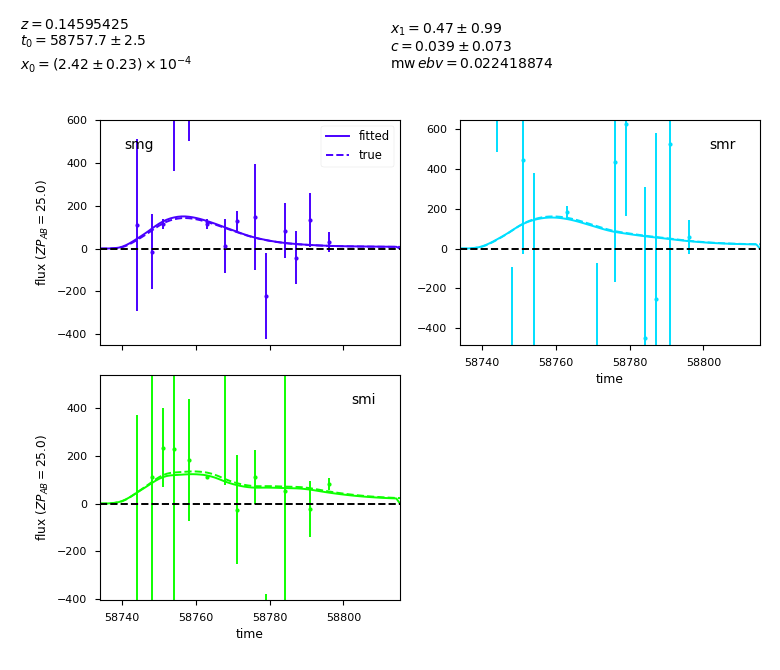 z = 0.14595425
t₀ = 58757.7 ± 2.5
x₀ = (2.42 ± 0.23) × 10⁻⁴
x₁ = 0.47 ± 0.99
c = 0.039 ± 0.073
mw ebv = 0.022418874
600
400
200
0
−200
−400
flux (ZP_AB = 25.0)
smg
fitted
true
600
400
200
0
−200
−400
smr
58740
58760
58780
58800
time
400
200
0
−200
−400
flux (ZP_AB = 25.0)
smi
58740
58760
58780
58800
time